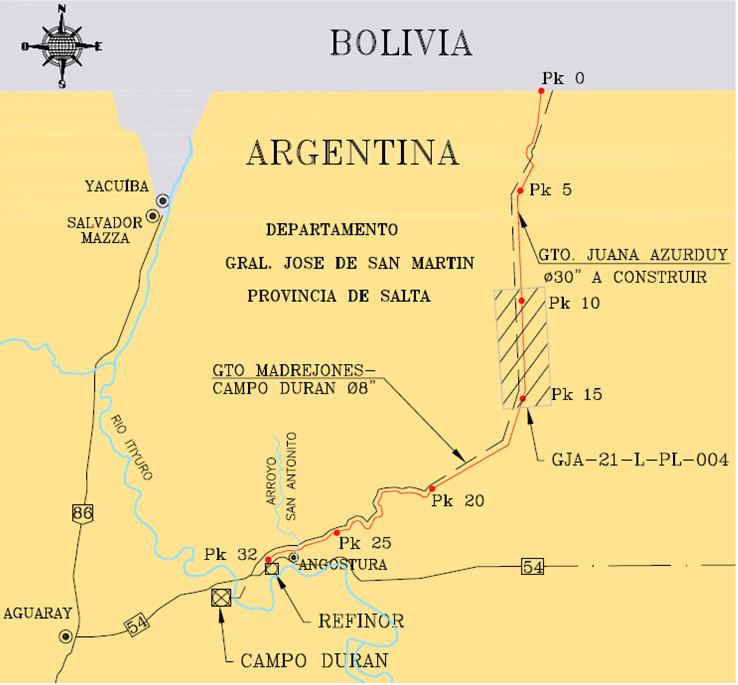 N
BOLIVIA
O
E
S
Pk 0
ARGENTINA
YACUÍBA
SALVADOR
MAZZA
Pk 5
DEPARTAMENTO
GRAL. JOSE DE SAN MARTIN
PROVINCIA DE SALTA
GTO. JUANA AZURDUY
ø30" A CONSTRUIR
Pk 10
GTO MADREJONES-
CAMPO DURAN Ø8"
Pk 15
RIO ITIYURO
ARROYO
SAN ANTONITO
GJA-21-L-PL-004
Pk 20
86
Pk 25
Pk 32
ANGOSTURA
54
AGUARAY
54
REFINOR
CAMPO DURAN